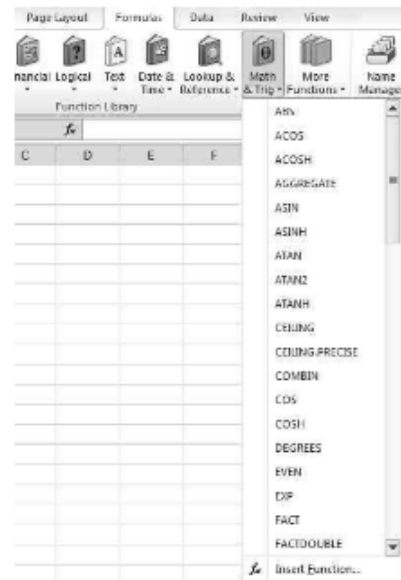 Page Layout Formulas Data Review View
nancial Logical Text Date & Time Lookup & Reference Math & Trig More Functions Name Manage
Function Library
fx
C D E F
ABS
ACOS
ACOSH
AGGREGATE
ASIN
ASINH
ATAN
ATAN2
ATANH
CEILING
CEILING.PRECISE
COMBIN
COS
COSH
DEGREES
EVEN
EXP
FACT
FACTDOUBLE
fx Insert Function...